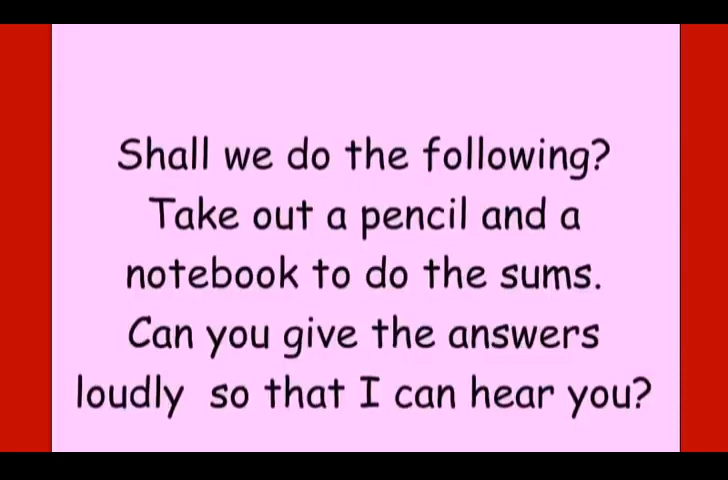 Shall we do the following?
Take out a pencil and a
notebook to do the sums.
Can you give the answers
loudly  so that I can hear you?